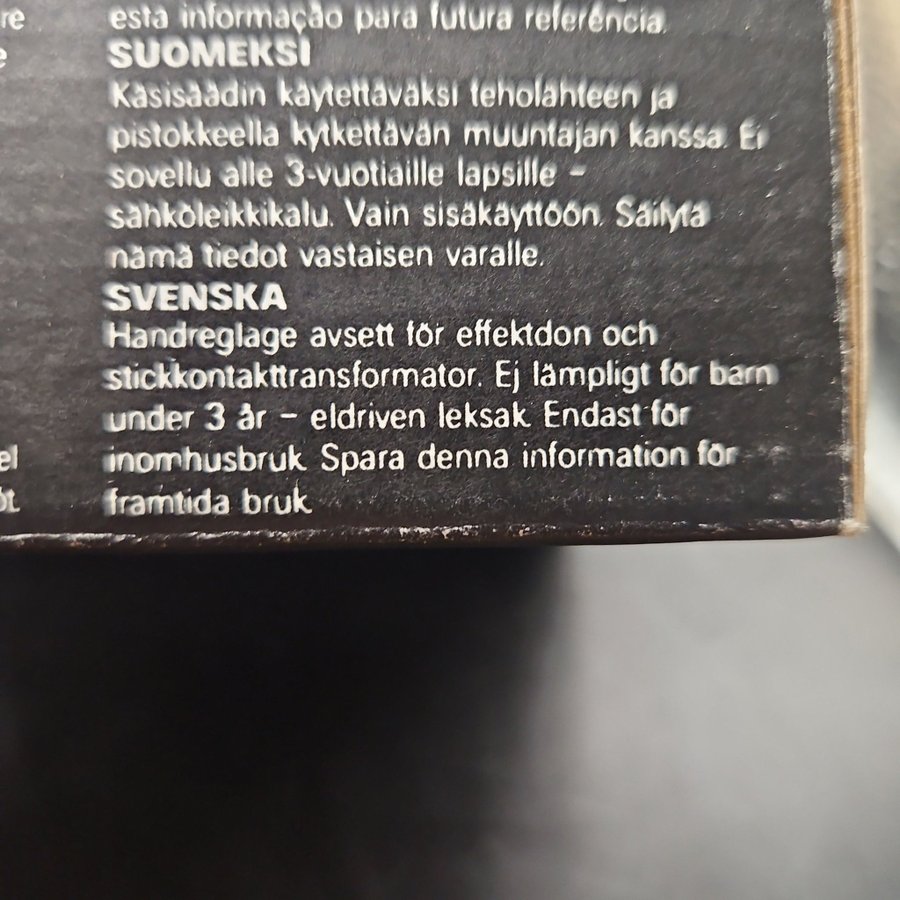 re
esta informação para futura referência.
e
SUOMEKSI
Käsisäädin käytettäväksi teholähteen ja
pistokkeella kytkettävän muuntajan kanssa. Ei
sovellu alle 3-vuotiaille lapsille –
sähköleikkikalu. Vain sisäkäyttöön. Säilytä
nämä tiedot vastaisen varalle.
SVENSKA
Handreglage avsett för effektdon och
stickkontakttransformator. Ej lämpligt för barn
under 3 år – eldriven leksak. Endast för
el
inomhusbruk. Spara denna information för
framtida bruk.